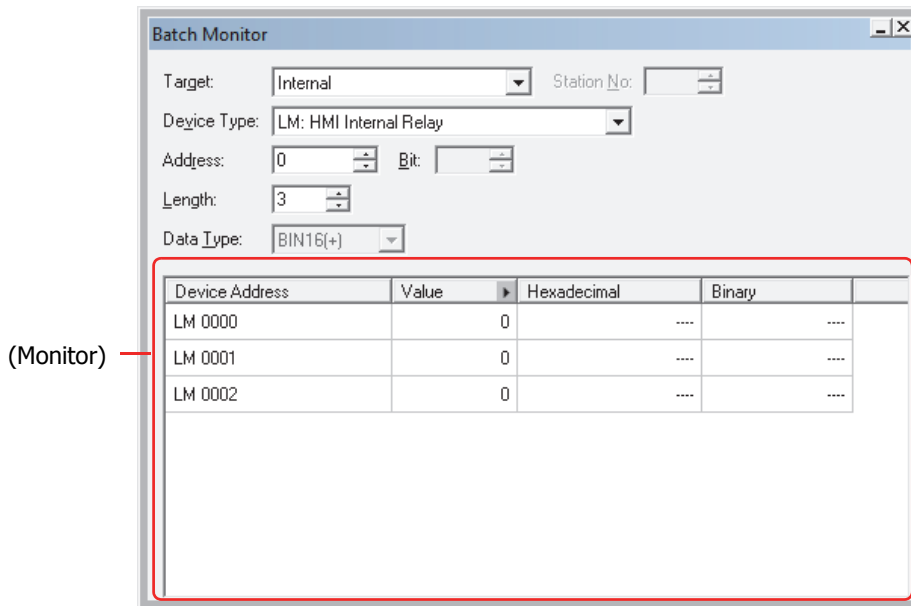 Batch Monitor
Target: Internal Station No:
Device Type: LM: HMI Internal Relay
Address: 0 Bit:
Length: 3
Data Type: BIN16(+)
Device Address Value Hexadecimal Binary
LM 0000 0 ---- ----
(Monitor) LM 0001 0 ---- ----
LM 0002 0 ---- ----